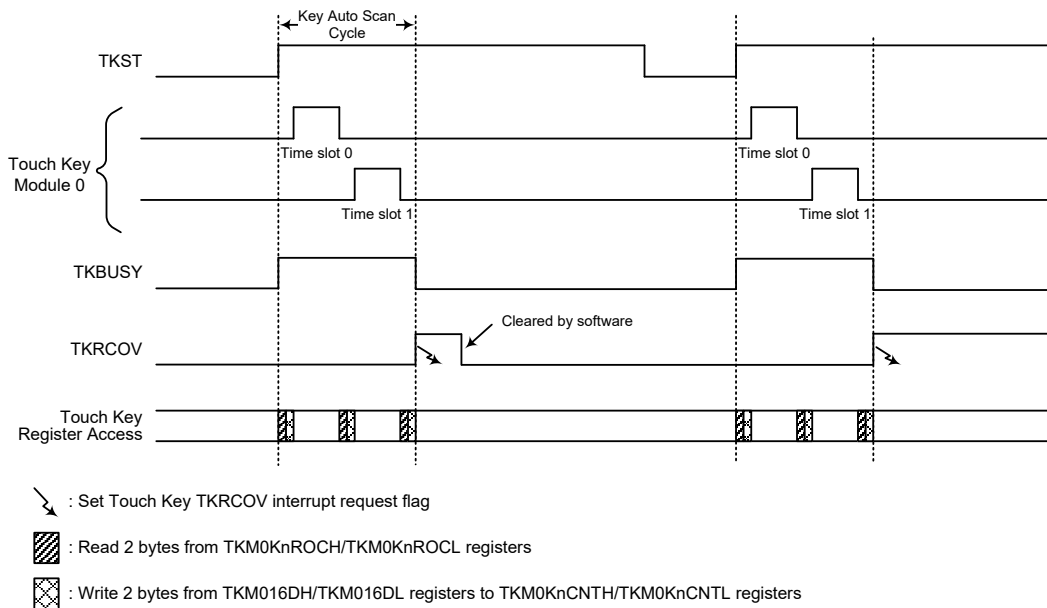 Key Auto Scan
Cycle
TKST
Time slot 0
Time slot 0
Touch Key
Module 0
Time slot 1
Time slot 1
TKBUSY
Cleared by software
TKRCOV
Touch Key
Register Access
: Set Touch Key TKRCOV interrupt request flag
: Read 2 bytes from TKM0KnROCH/TKM0KnROCL registers
: Write 2 bytes from TKM016DH/TKM016DL registers to TKM0KnCNTH/TKM0KnCNTL registers